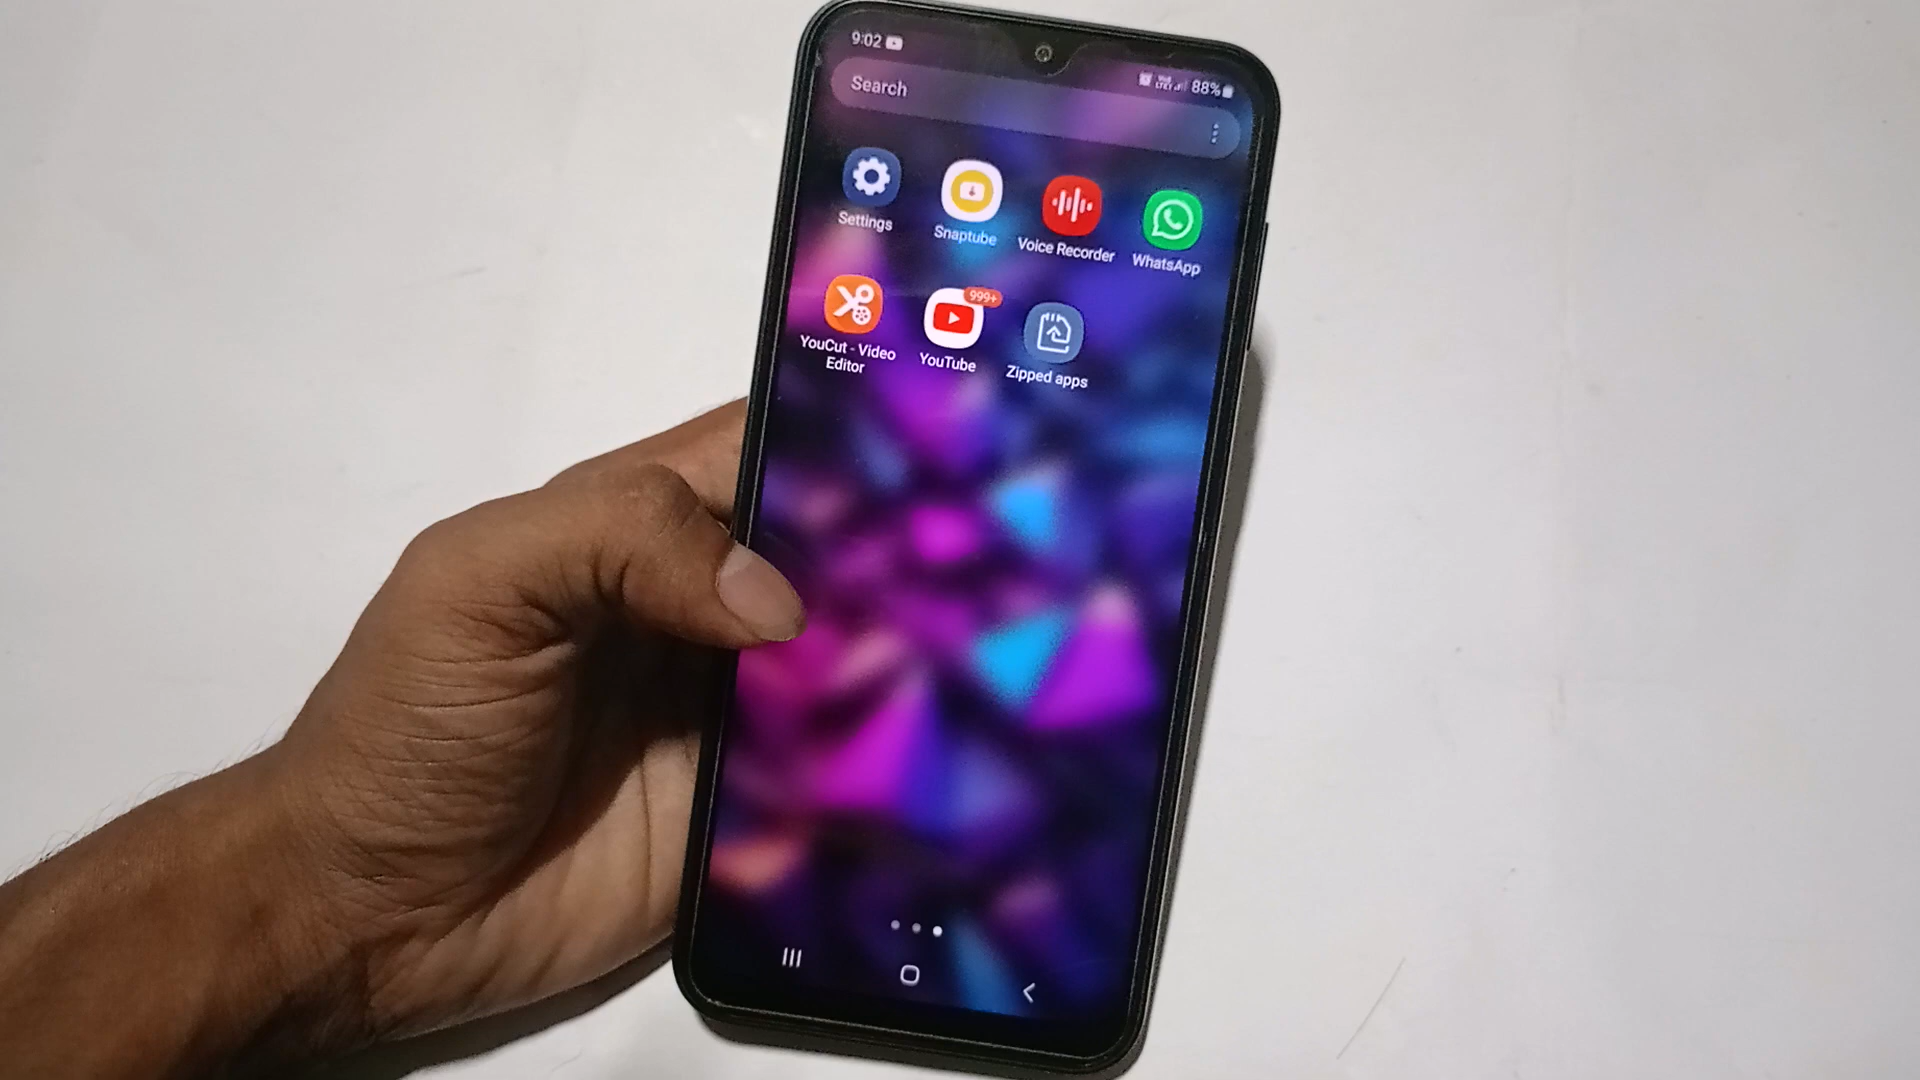 9:02
88%
Search
Settings
Snaptube
Voice Recorder
WhatsApp
999+
YouCut - Video
Editor
YouTube
Zipped apps